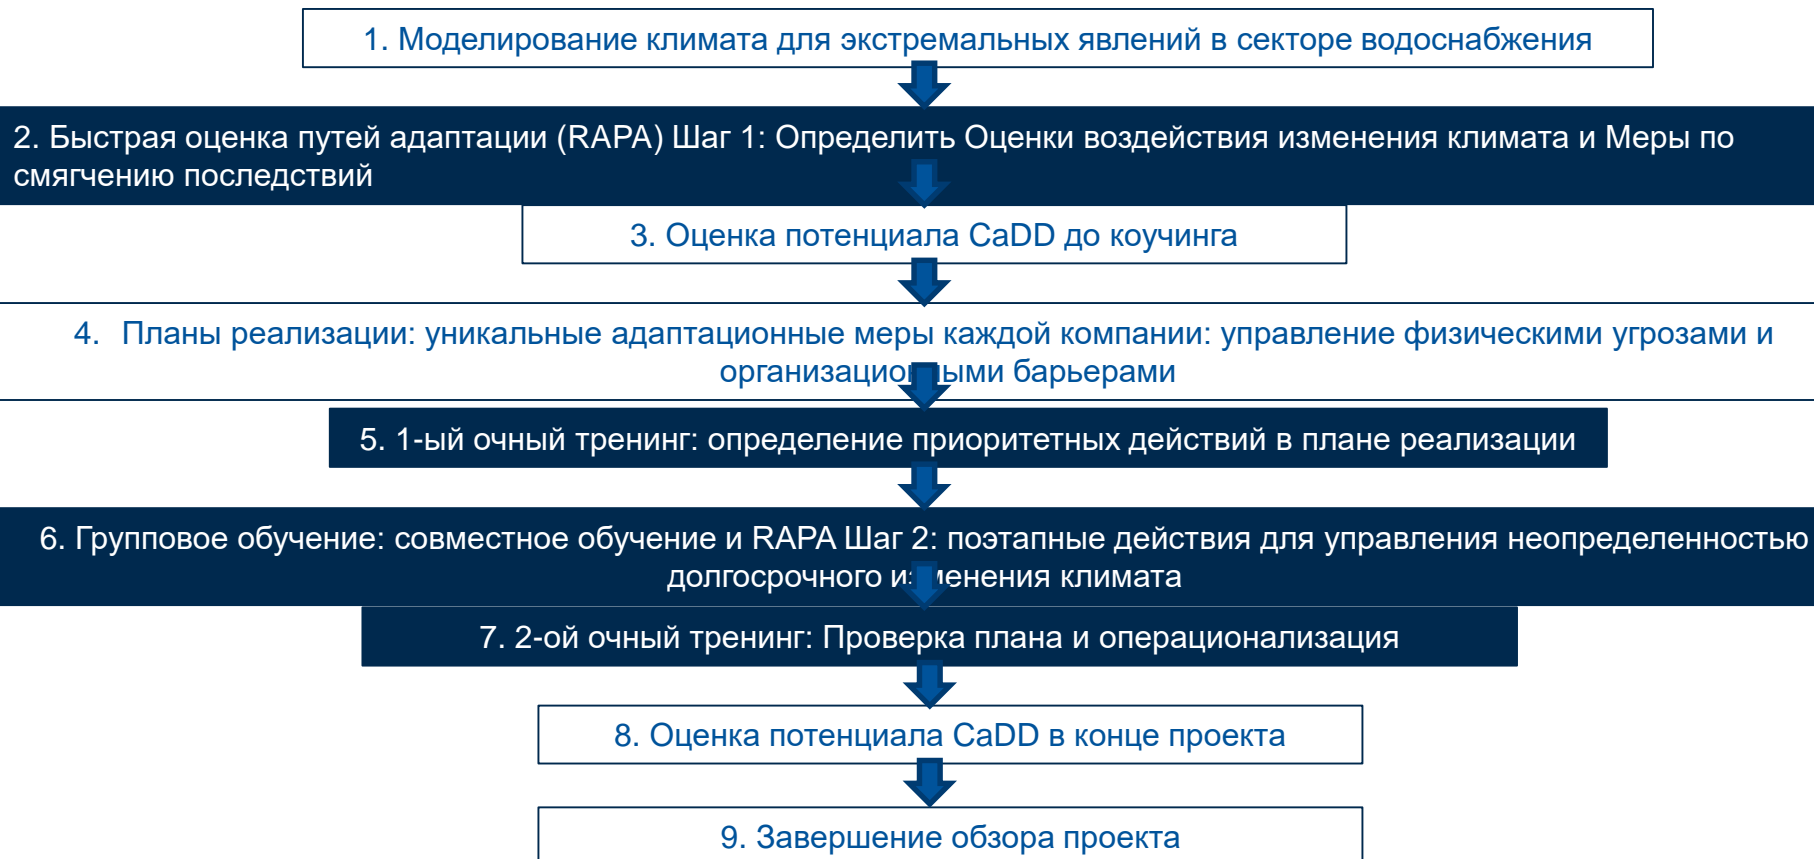 1. Моделирование климата для экстремальных явлений в секторе водоснабжения
2. Быстрая оценка путей адаптации (RAPA) Шаг 1: Определить Оценки воздействия изменения климата и Меры по
смягчению последствий
3. Оценка потенциала CaDD до коучинга
4. Планы реализации: уникальные адаптационные меры каждой компании: управление физическими угрозами и
организационными барьерами
5. 1-ый очный тренинг: определение приоритетных действий в плане реализации
6. Групповое обучение: совместное обучение и RAPA Шаг 2: поэтапные действия для управления неопределенностью
долгосрочного изменения климата
7. 2-ой очный тренинг: Проверка плана и операционализация
8. Оценка потенциала CaDD в конце проекта
9. Завершение обзора проекта